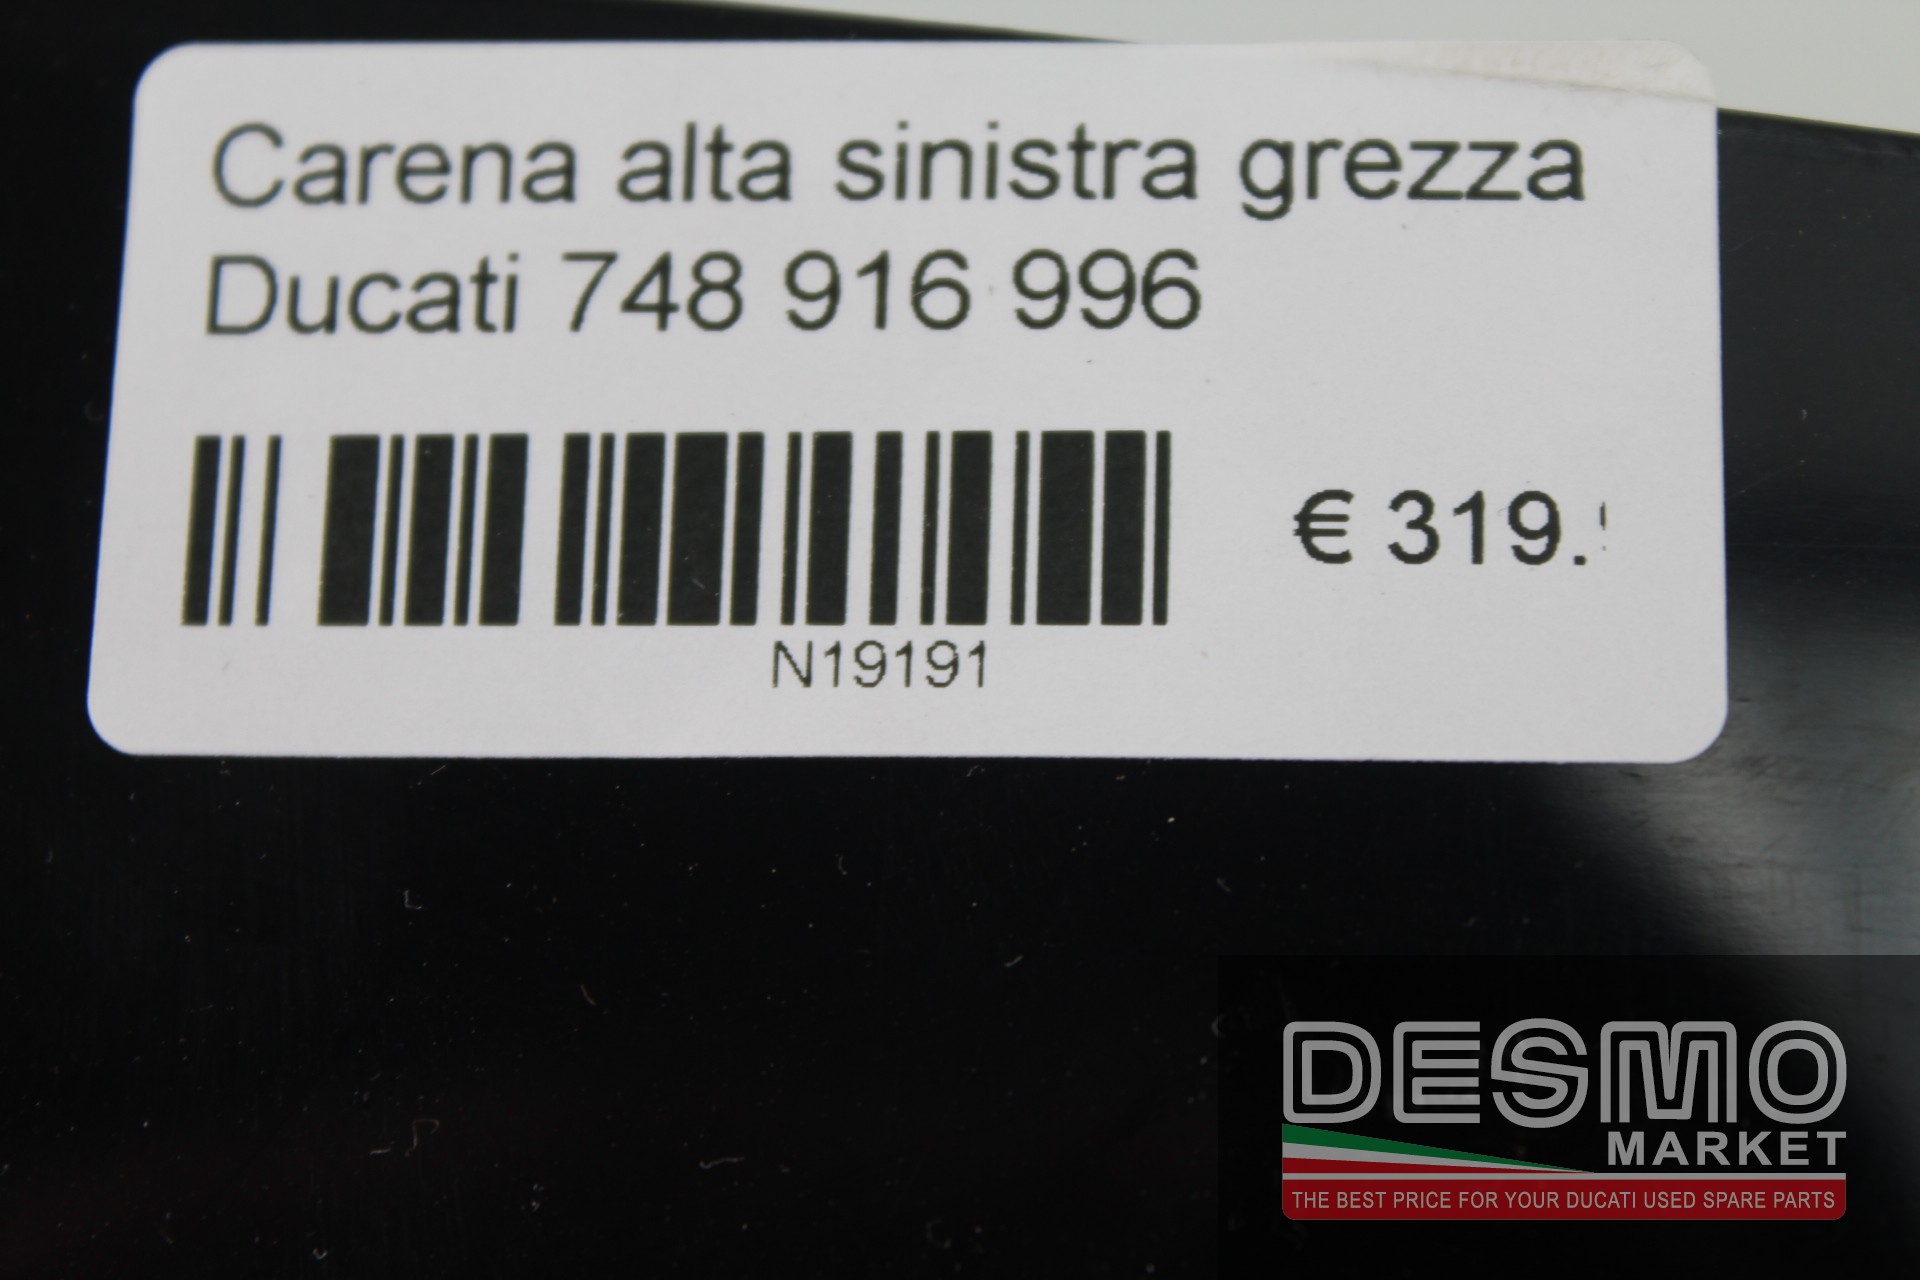 Carena alta sinistra grezza
Ducati 748 916 996
€ 319.
N19191
DESMO
MARKET
THE BEST PRICE FOR YOUR DUCATI USED SPARE PARTS